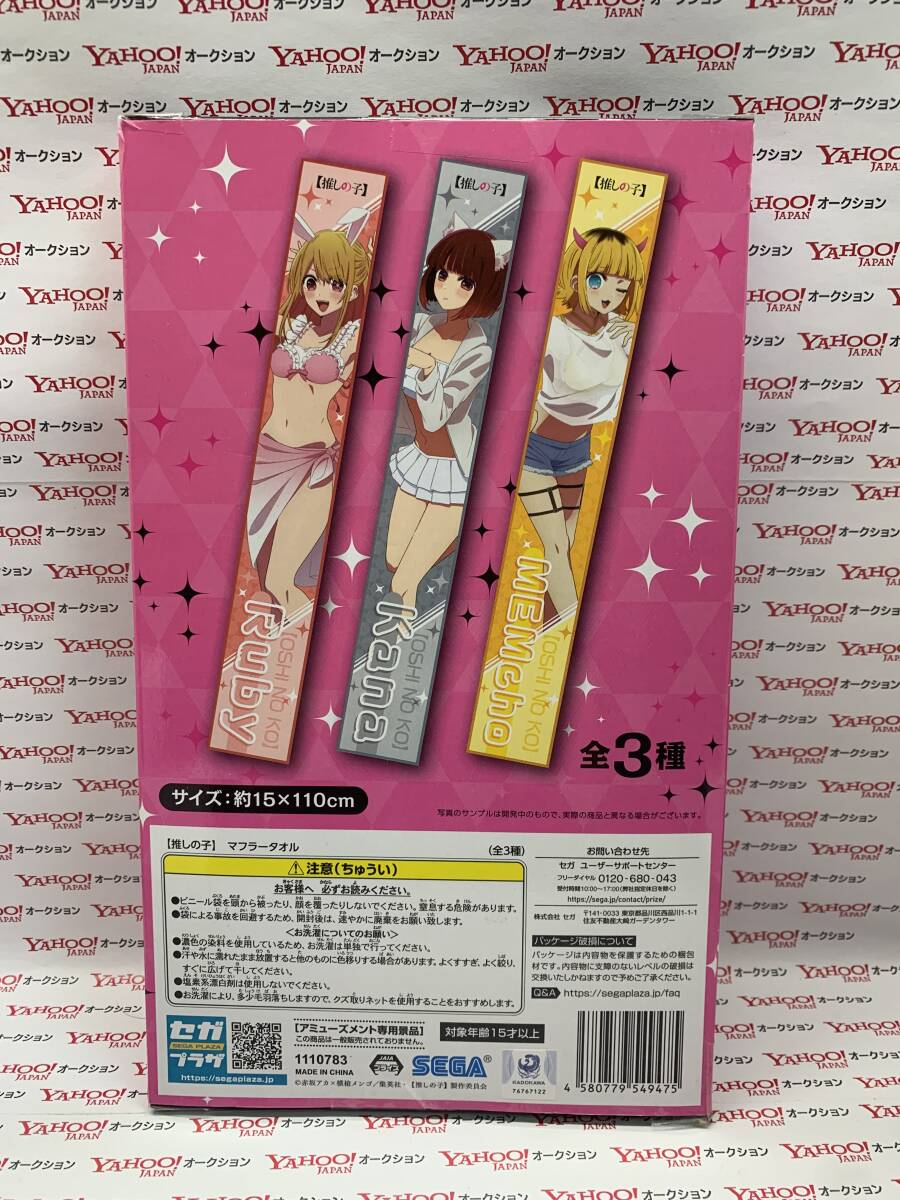 YAHOO! オークション
JAPAN
【推しの子】
【推しの子】
【推しの子】
[OSHI NO KO]
Ruby
[OSHI NO KO]
Kana
[OSHI NO KO]
MEMcho
全3種
サイズ:約15×110cm
写真のサンプルは開発中のもので、実際の商品と異なる場合がございます。
【推しの子】 マフラータオル (全3種)
⚠注意(ちゅうい)
お客様へ 必ずお読みください。
●ビニール袋を頭から被ったり、顔を覆ったりしないでください。窒息する危険があります。
●袋による事故を回避するため、開封後は、速やかに廃棄をお願い致します。
<お洗濯についてのお願い>
●濃色の染料を使用しているため、お洗濯は単独で行ってください。
●汗や水に濡れたまま放置すると他のものに色移りする場合があります。よくすすぎ、よく絞り、
すぐに広げて干してください。
●塩素系漂白剤は使用しないでください。
●お洗濯により、多少毛羽落ちしますので、クズ取りネットを使用することをおすすめします。
お問い合わせ先
セガ ユーザーサポートセンター
フリーダイヤル 0120-680-043
受付時間10:00~17:00(弊社指定休日を除く)
https://sega.jp/contact/prize/
株式会社 セガ 〒141-0033 東京都品川区西品川1-1-1
住友不動産大崎ガーデンタワー
パッケージ破損について
パッケージは内容物を保護するための梱包
材です。内容物に支障のないレベルの破損は
交換いたしかねますので予めご了承ください。
Q&A https://segaplaza.jp/faq
セガ
SEGA PLAZA
プラザ
https://segaplaza.jp/
[アミューズメント専用景品]
この商品は一般販売されておりません。
対象年齢15才以上
1110783
MADE IN CHINA
JAIA
プライズ
SEGA®
KADOKAWA
76767122
©赤坂アカ×横槍メンゴ/集英社・【推しの子】製作委員会
4 580779 549475